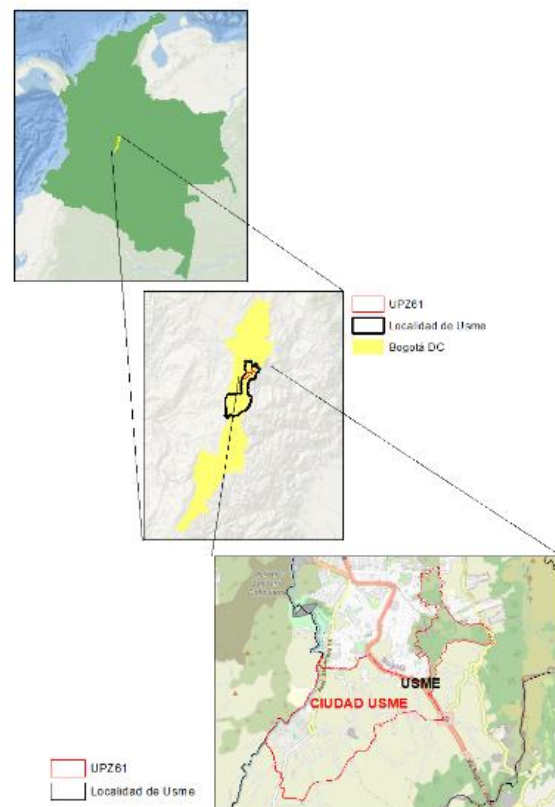 UPZ61
Localidad de Usme
Bogotá DC
USME
CIUDAD USME
UPZ61
Localidad de Usme